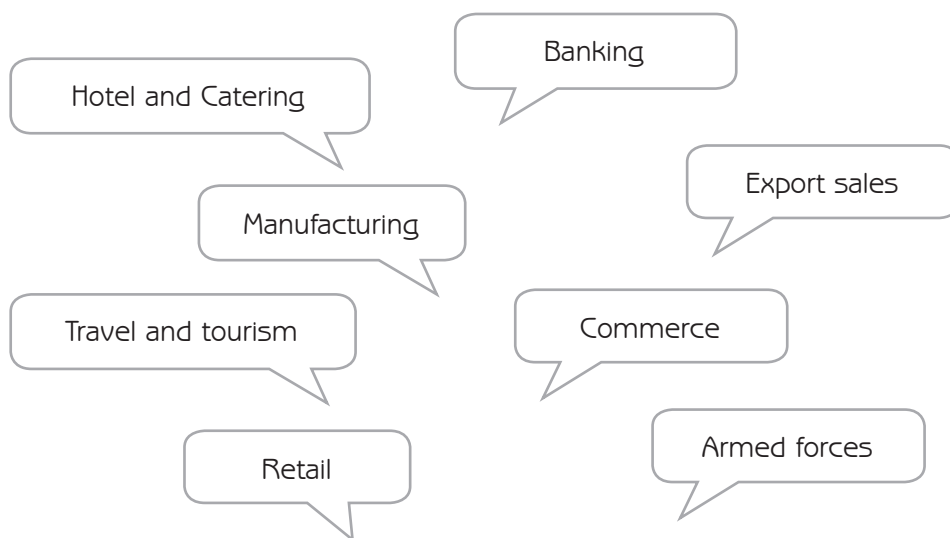 Banking
Hotel and Catering
Export sales
Manufacturing
Travel and tourism
Commerce
Armed forces
Retail